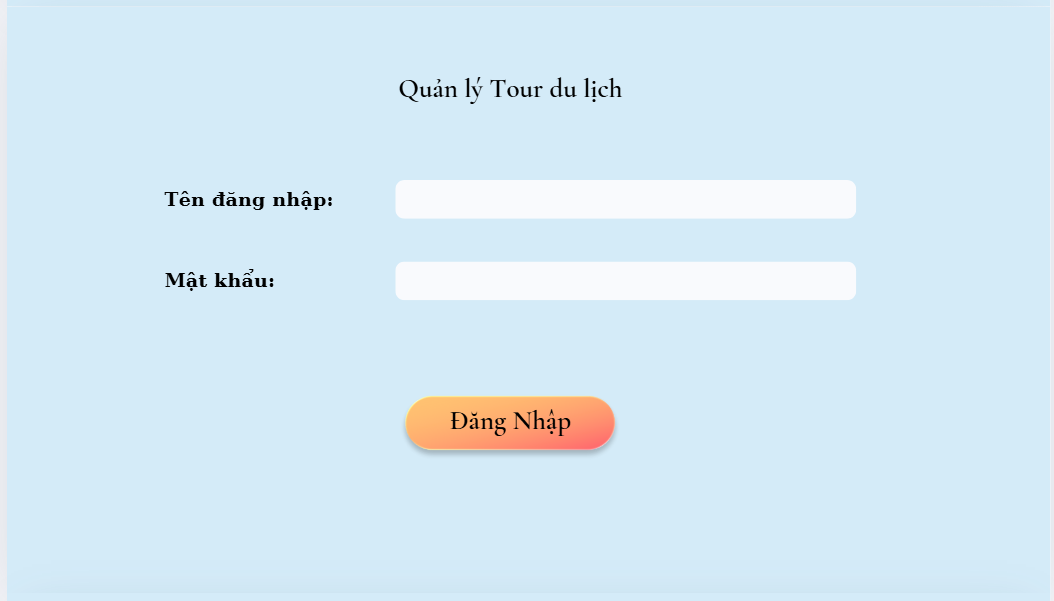 Quản lý Tour du lịch
Tên đăng nhập:
Mật khẩu:
Đăng Nhập